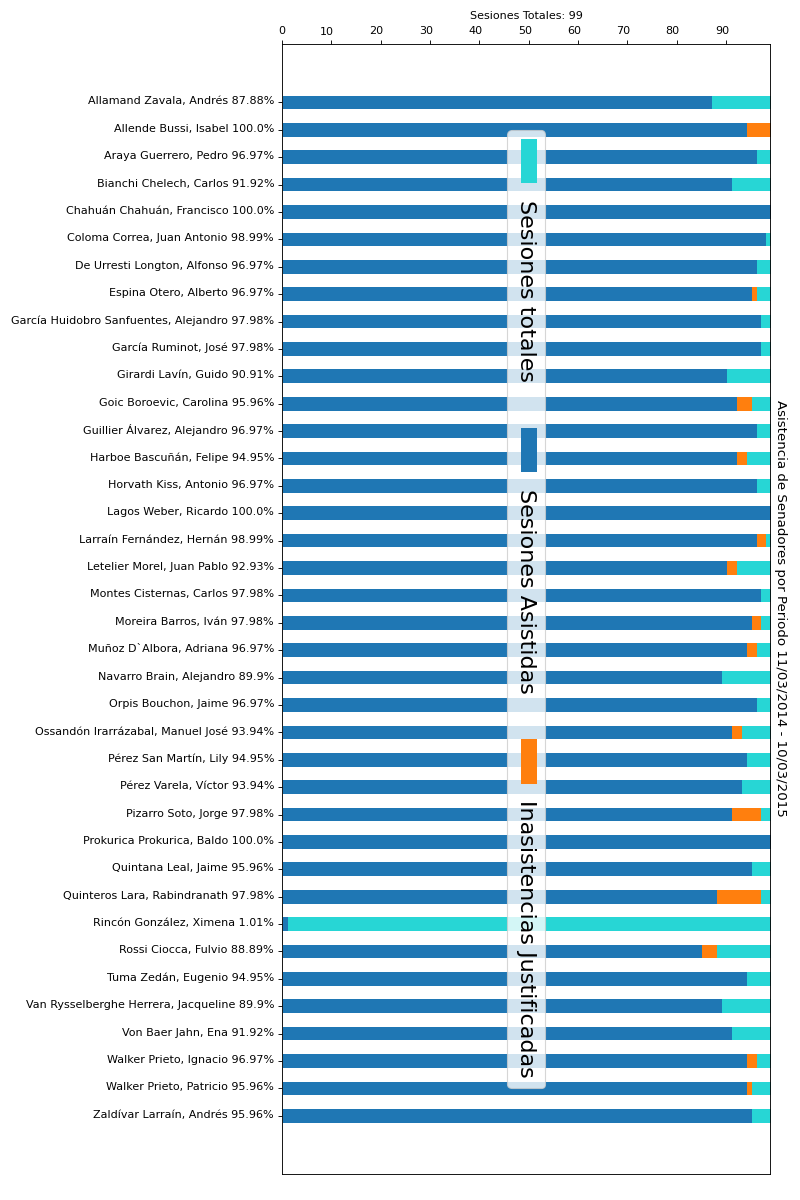 Sesiones Totales: 99
0 10 20 30 40 50 60 70 80 90
Allamand Zavala, Andrés 87.88%
Allende Bussi, Isabel 100.0%
Araya Guerrero, Pedro 96.97%
Bianchi Chelech, Carlos 91.92%
Chahuán Chahuán, Francisco 100.0%
Coloma Correa, Juan Antonio 98.99%
De Urresti Longton, Alfonso 96.97%
Espina Otero, Alberto 96.97%
García Huidobro Sanfuentes, Alejandro 97.98%
García Ruminot, José 97.98%
Girardi Lavín, Guido 90.91%
Goic Boroevic, Carolina 95.96%
Guillier Álvarez, Alejandro 96.97%
Harboe Bascuñán, Felipe 94.95%
Horvath Kiss, Antonio 96.97%
Lagos Weber, Ricardo 100.0%
Larraín Fernández, Hernán 98.99%
Letelier Morel, Juan Pablo 92.93%
Montes Cisternas, Carlos 97.98%
Moreira Barros, Iván 97.98%
Muñoz D`Albora, Adriana 96.97%
Navarro Brain, Alejandro 89.9%
Orpis Bouchon, Jaime 96.97%
Ossandón Irarrázabal, Manuel José 93.94%
Pérez San Martín, Lily 94.95%
Pérez Varela, Víctor 93.94%
Pizarro Soto, Jorge 97.98%
Prokurica Prokurica, Baldo 100.0%
Quintana Leal, Jaime 95.96%
Quinteros Lara, Rabindranath 97.98%
Rincón González, Ximena 1.01%
Rossi Ciocca, Fulvio 88.89%
Tuma Zedán, Eugenio 94.95%
Van Rysselberghe Herrera, Jacqueline 89.9%
Von Baer Jahn, Ena 91.92%
Walker Prieto, Ignacio 96.97%
Walker Prieto, Patricio 95.96%
Zaldívar Larraín, Andrés 95.96%
Sesiones totales
Sesiones Asistidas
Inasistencias Justificadas
Asistencia de Senadores por Periodo 11/03/2014 - 10/03/2015